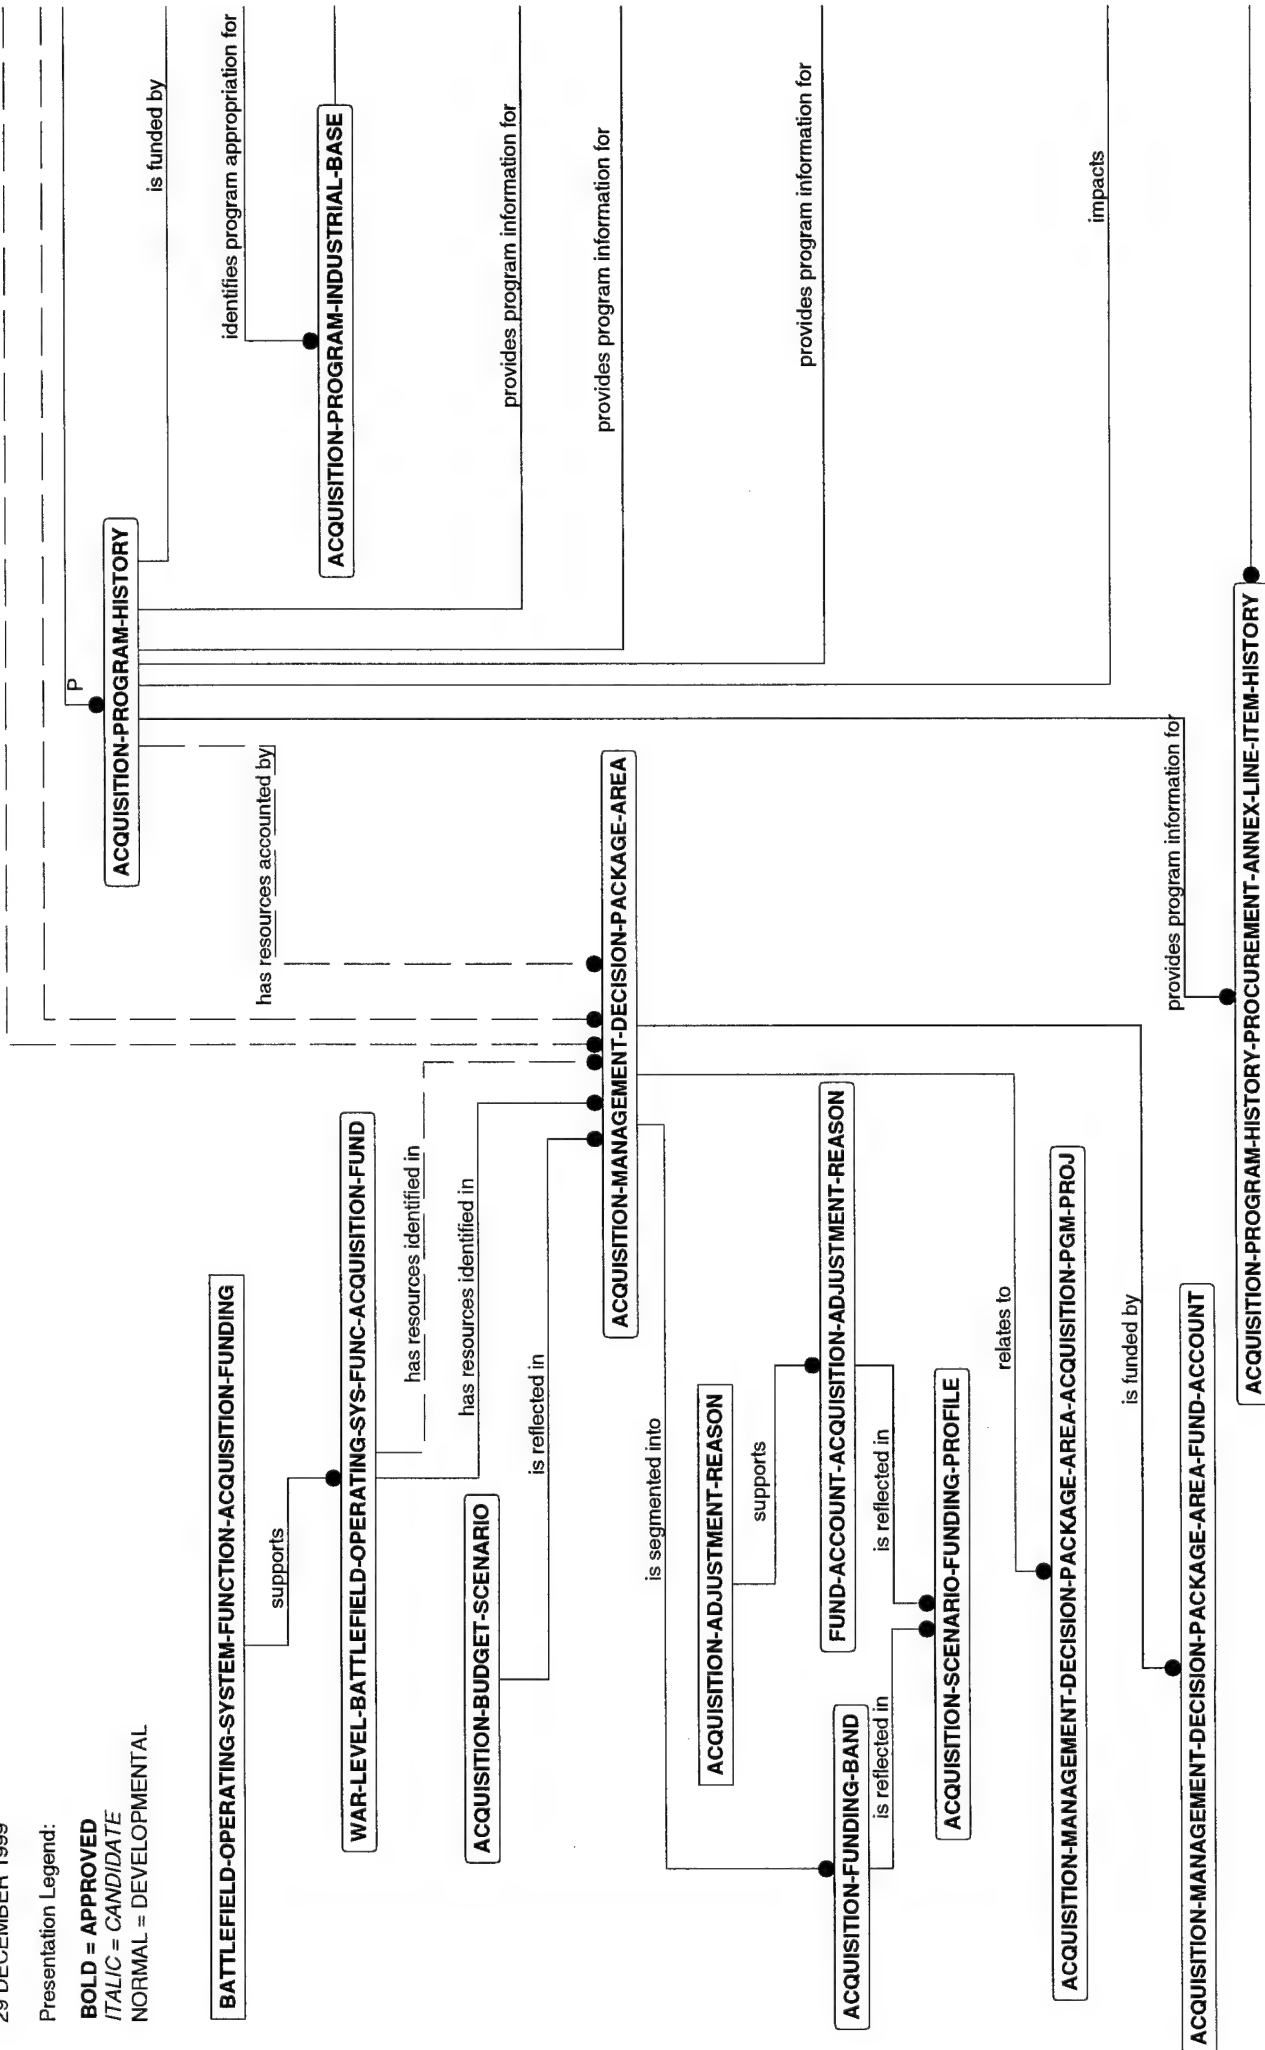 29 DECEMBER 1999
Presentation Legend:
BOLD = APPROVED
ITALIC = CANDIDATE
NORMAL = DEVELOPMENTAL
P
ACQUISITION-PROGRAM-HISTORY
is funded by
identifies program appropriation for
ACQUISITION-PROGRAM-INDUSTRIAL-BASE
BATTLEFIELD-OPERATING-SYSTEM-FUNCTION-ACQUISITION-FUNDING
supports
has resources accounted by
WAR-LEVEL-BATTLEFIELD-OPERATING-SYS-FUNC-ACQUISITION-FUND
has resources identified in
has resources identified in
ACQUISITION-BUDGET-SCENARIO
is reflected in
provides program information for
provides program information for
ACQUISITION-MANAGEMENT-DECISION-PACKAGE-AREA
is segmented into
ACQUISITION-ADJUSTMENT-REASON
supports
provides program information for
ACQUISITION-FUNDING-BAND
FUND-ACCOUNT-ACQUISITION-ADJUSTMENT-REASON
is reflected in
is reflected in
ACQUISITION-SCENARIO-FUNDING-PROFILE
relates to
ACQUISITION-MANAGEMENT-DECISION-PACKAGE-AREA-ACQUISITION-PGM-PROJ
impacts
is funded by
provides program information for
ACQUISITION-MANAGEMENT-DECISION-PACKAGE-AREA-FUND-ACCOUNT
ACQUISITION-PROGRAM-HISTORY-PROCUREMENT-ANNEX-LINE-ITEM-HISTORY